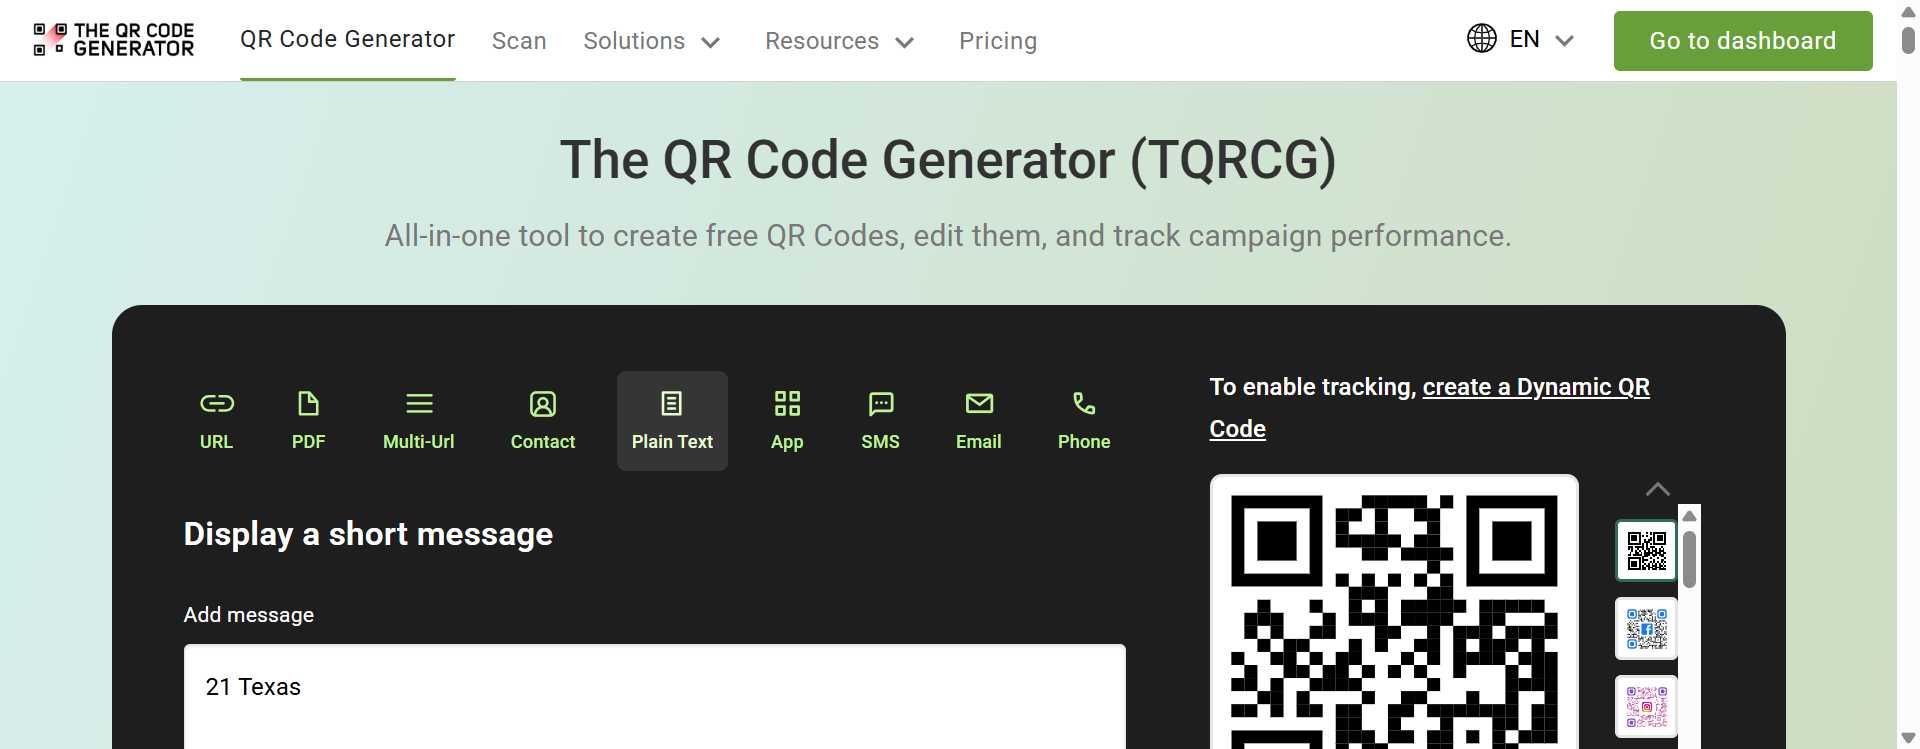 THE QR CODE
GENERATOR
QR Code Generator
Scan
Solutions
Resources
Pricing
EN
Go to dashboard
The QR Code Generator (TQRCG)
All-in-one tool to create free QR Codes, edit them, and track campaign performance.
URL
PDF
Multi-Url
Contact
Plain Text
App
SMS
Email
Phone
To enable tracking, create a Dynamic QR
Code
Display a short message
Add message
21 Texas